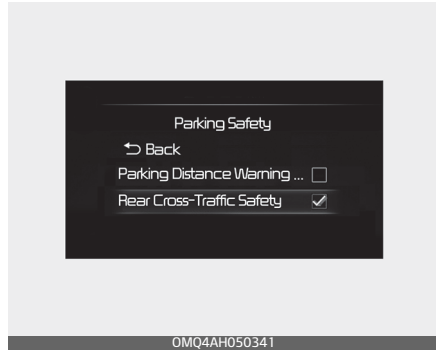 Parking Safety
Back
Parking Distance Warning ...
Rear Cross-Traffic Safety
OMQ4AH050341